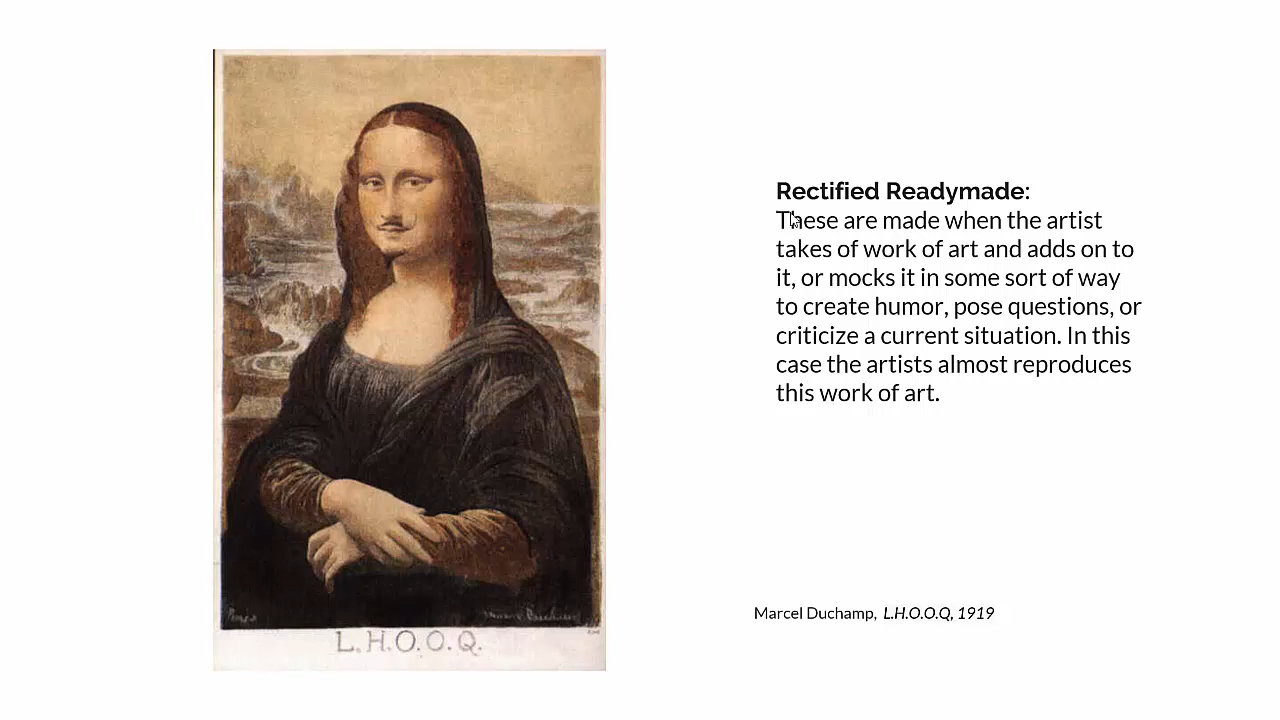 Rectified Readymade:
These are made when the artist
takes of work of art and adds on to
it, or mocks it in some sort of way
to create humor, pose questions, or
criticize a current situation. In this
case the artists almost reproduces
this work of art.
Marcel Duchamp, L.H.O.O.Q, 1919
L.H.O.O.Q.